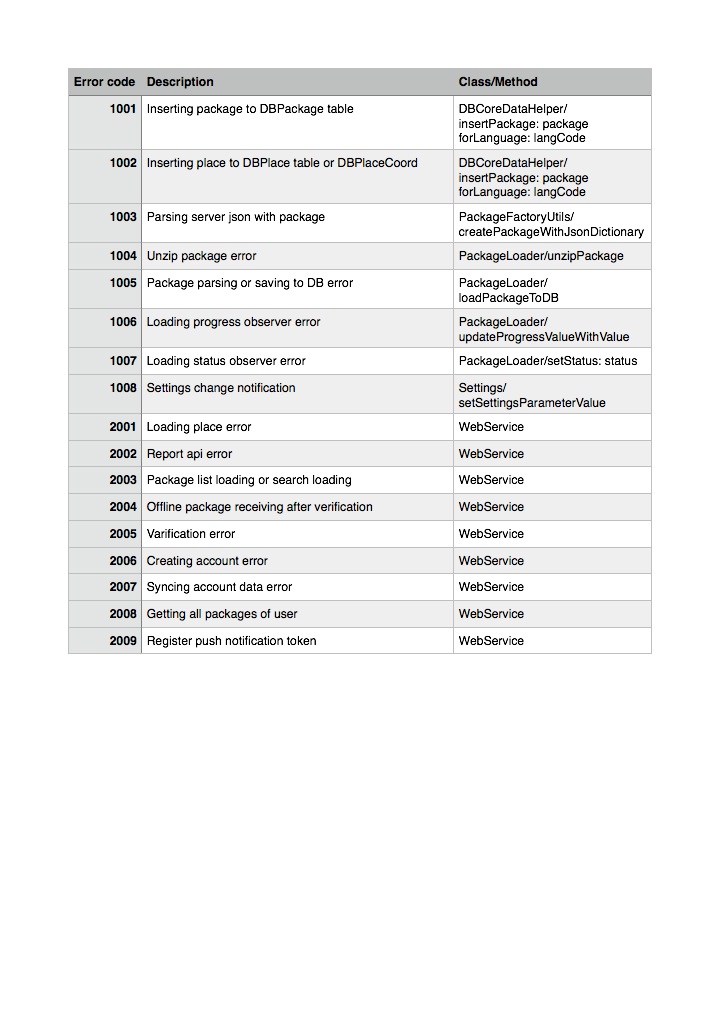 Error code Description Class/Method
1001 Inserting package to DBPackage table DBCoreDataHelper/
insertPackage: package
forLanguage: langCode
1002 Inserting place to DBPlace table or DBPlaceCoord DBCoreDataHelper/
insertPackage: package
forLanguage: langCode
1003 Parsing server json with package PackageFactoryUtils/
createPackageWithJsonDictionary
1004 Unzip package error PackageLoader/unzipPackage
1005 Package parsing or saving to DB error PackageLoader/
loadPackageToDB
1006 Loading progress observer error PackageLoader/
updateProgressValueWithValue
1007 Loading status observer error PackageLoader/setStatus: status
1008 Settings change notification Settings/
setSettingsParameterValue
2001 Loading place error WebService
2002 Report api error WebService
2003 Package list loading or search loading WebService
2004 Offline package receiving after verification WebService
2005 Varification error WebService
2006 Creating account error WebService
2007 Syncing account data error WebService
2008 Getting all packages of user WebService
2009 Register push notification token WebService